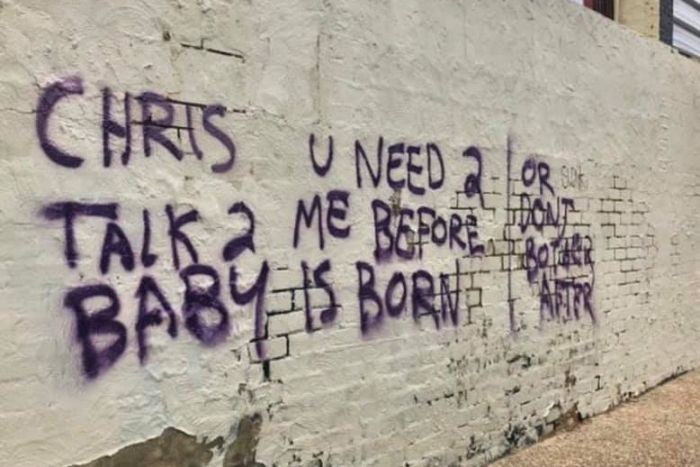 CHRIS U NEED 2
TALK 2 ME BEFORE
BABY IS BORN
OR
DONT
BOTHER
AFTER